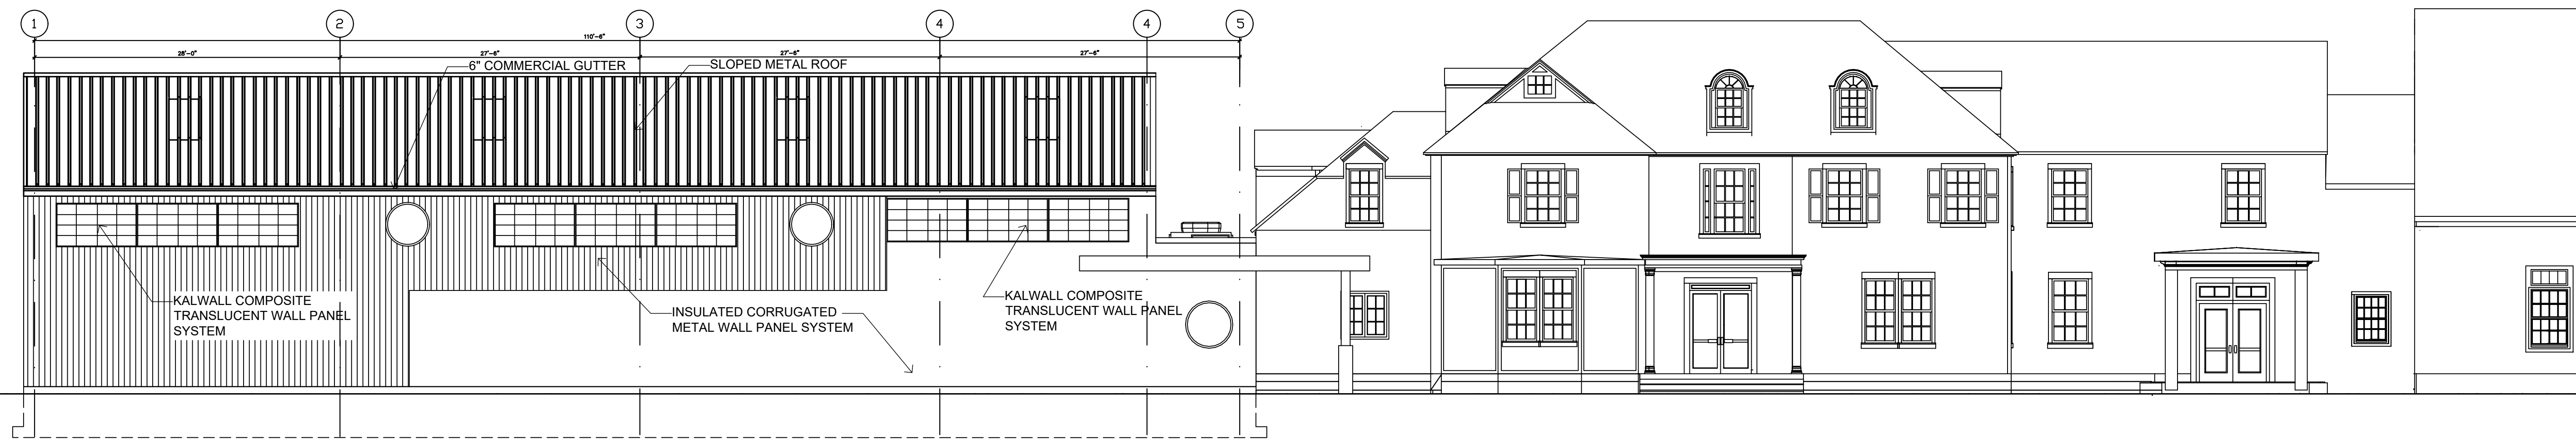 1 2 3 4 4 5
110'-6"
28'-0" 27'-6" 27'-6" 27'-6"
6" COMMERCIAL GUTTER
SLOPED METAL ROOF
KALWALL COMPOSITE
TRANSLUCENT WALL PANEL
SYSTEM
INSULATED CORRUGATED
METAL WALL PANEL SYSTEM
KALWALL COMPOSITE
TRANSLUCENT WALL PANEL
SYSTEM